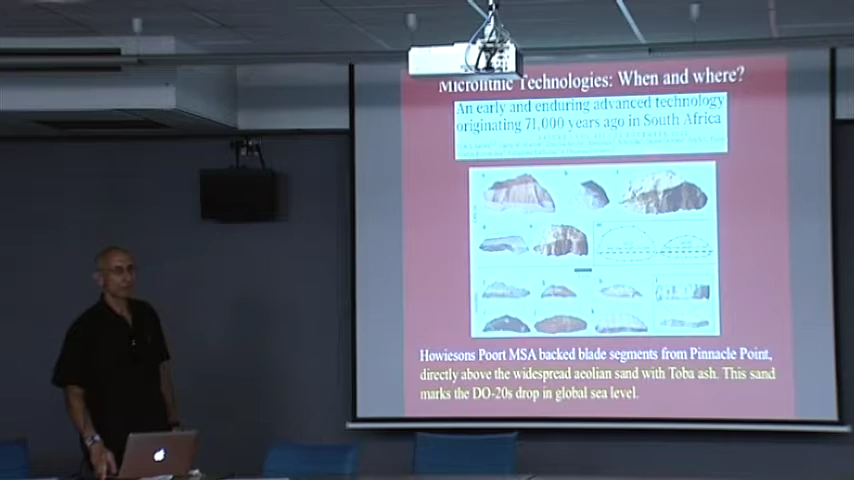 Microlithic Technologies: When and where?
An early and enduring advanced technology
originating 71,000 years ago in South Africa
Howiesons Poort MSA backed blade segments from Pinnacle Point,
directly above the widespread aeolian sand with Toba ash. This sand
marks the DO-20s drop in global sea level.